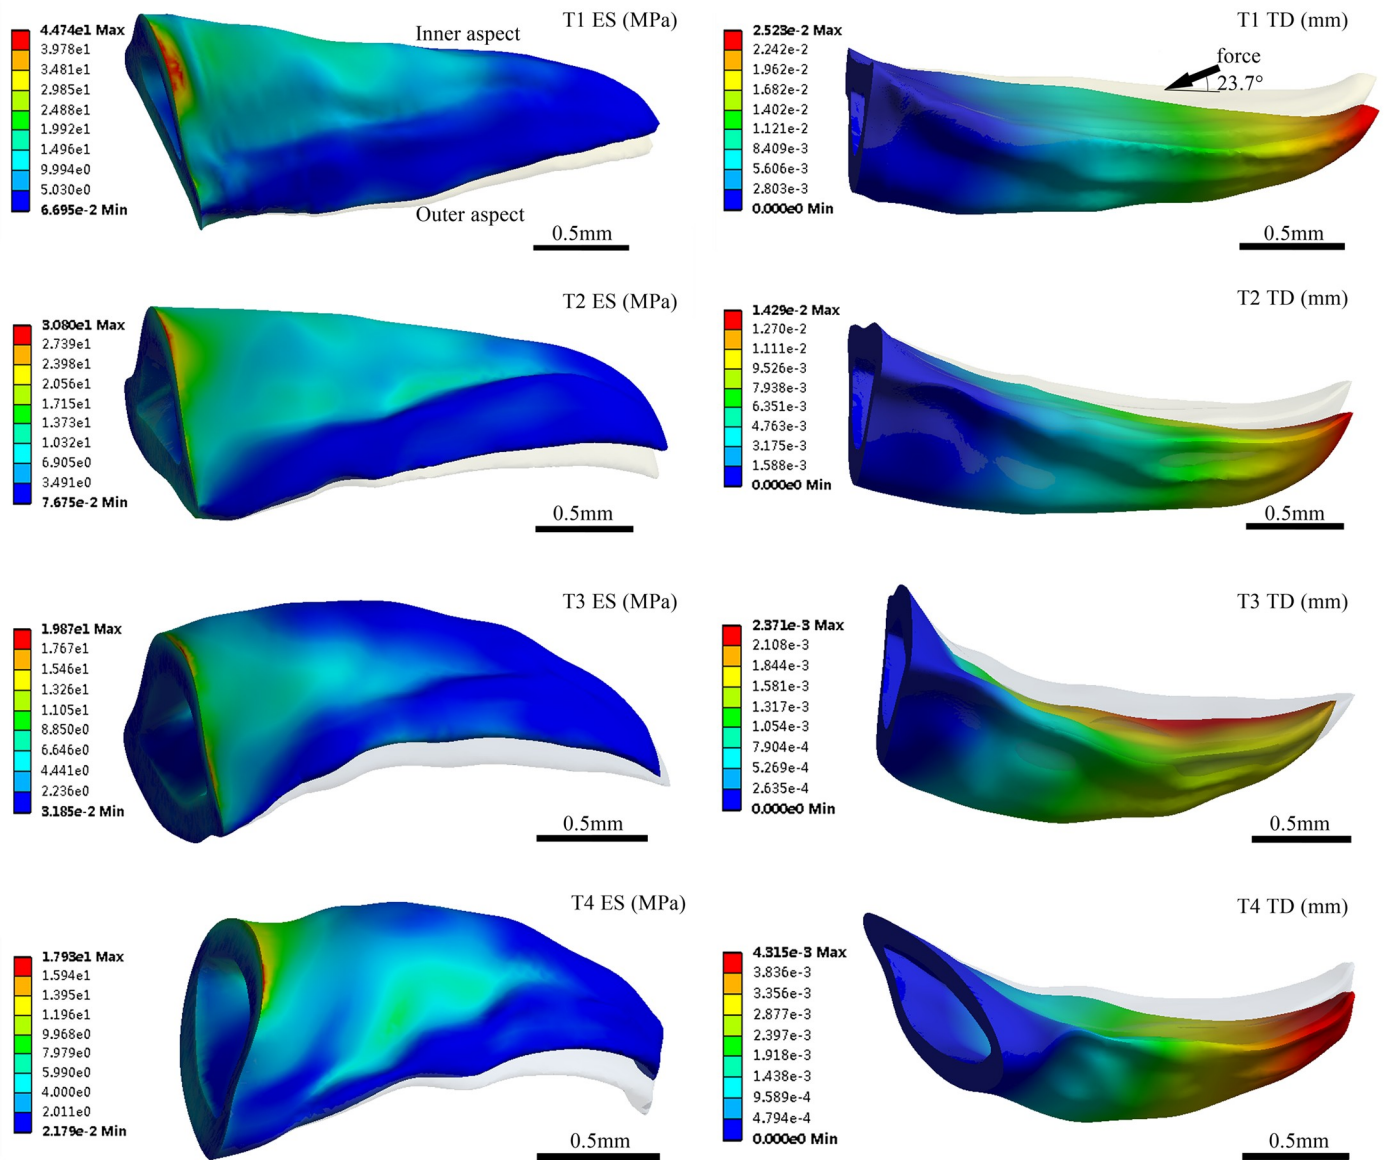 T1 ES (MPa)
4.474e1 Max
3.978e1
3.481e1
2.985e1
2.488e1
1.992e1
1.496e1
9.994e0
5.030e0
6.695e-2 Min
Inner aspect
Outer aspect
0.5mm
T1 TD (mm)
2.523e-2 Max
2.242e-2
1.962e-2
1.682e-2
1.402e-2
1.121e-2
8.409e-3
5.606e-3
2.803e-3
0.000e0 Min
force
23.7°
0.5mm
T2 ES (MPa)
3.080e1 Max
2.739e1
2.398e1
2.056e1
1.715e1
1.373e1
1.032e1
6.905e0
3.491e0
7.675e-2 Min
0.5mm
T2 TD (mm)
1.429e-2 Max
1.270e-2
1.111e-2
9.526e-3
7.938e-3
6.351e-3
4.763e-3
3.175e-3
1.588e-3
0.000e0 Min
0.5mm
T3 ES (MPa)
1.987e1 Max
1.767e1
1.546e1
1.326e1
1.105e1
8.850e0
6.646e0
4.441e0
2.236e0
3.185e-2 Min
0.5mm
T3 TD (mm)
2.371e-3 Max
2.108e-3
1.844e-3
1.581e-3
1.317e-3
1.054e-3
7.904e-4
5.269e-4
2.635e-4
0.000e0 Min
0.5mm
T4 ES (MPa)
1.793e1 Max
1.594e1
1.395e1
1.196e1
9.968e0
7.979e0
5.990e0
4.000e0
2.011e0
2.179e-2 Min
0.5mm
T4 TD (mm)
4.315e-3 Max
3.836e-3
3.356e-3
2.877e-3
2.397e-3
1.918e-3
1.438e-3
9.589e-4
4.794e-4
0.000e0 Min
0.5mm